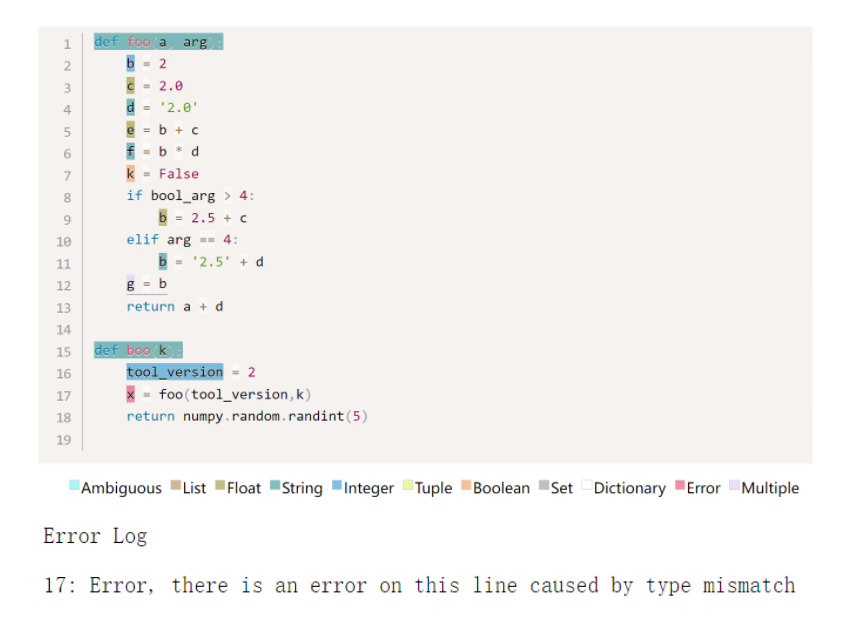 1 def foo(a, arg):
2 b = 2
3 c = 2.0
4 d = '2.0'
5 e = b + c
6 f = b * d
7 k = False
8 if bool_arg > 4:
9 b = 2.5 + c
10 elif arg == 4:
11 b = '2.5' + d
12 g = b
13 return a + d
14
15 def boo(k):
16 tool_version = 2
17 x = foo(tool_version,k)
18 return numpy.random.randint(5)
19
Ambiguous List Float String Integer Tuple Boolean Set Dictionary Error Multiple
Error Log
17: Error, there is an error on this line caused by type mismatch